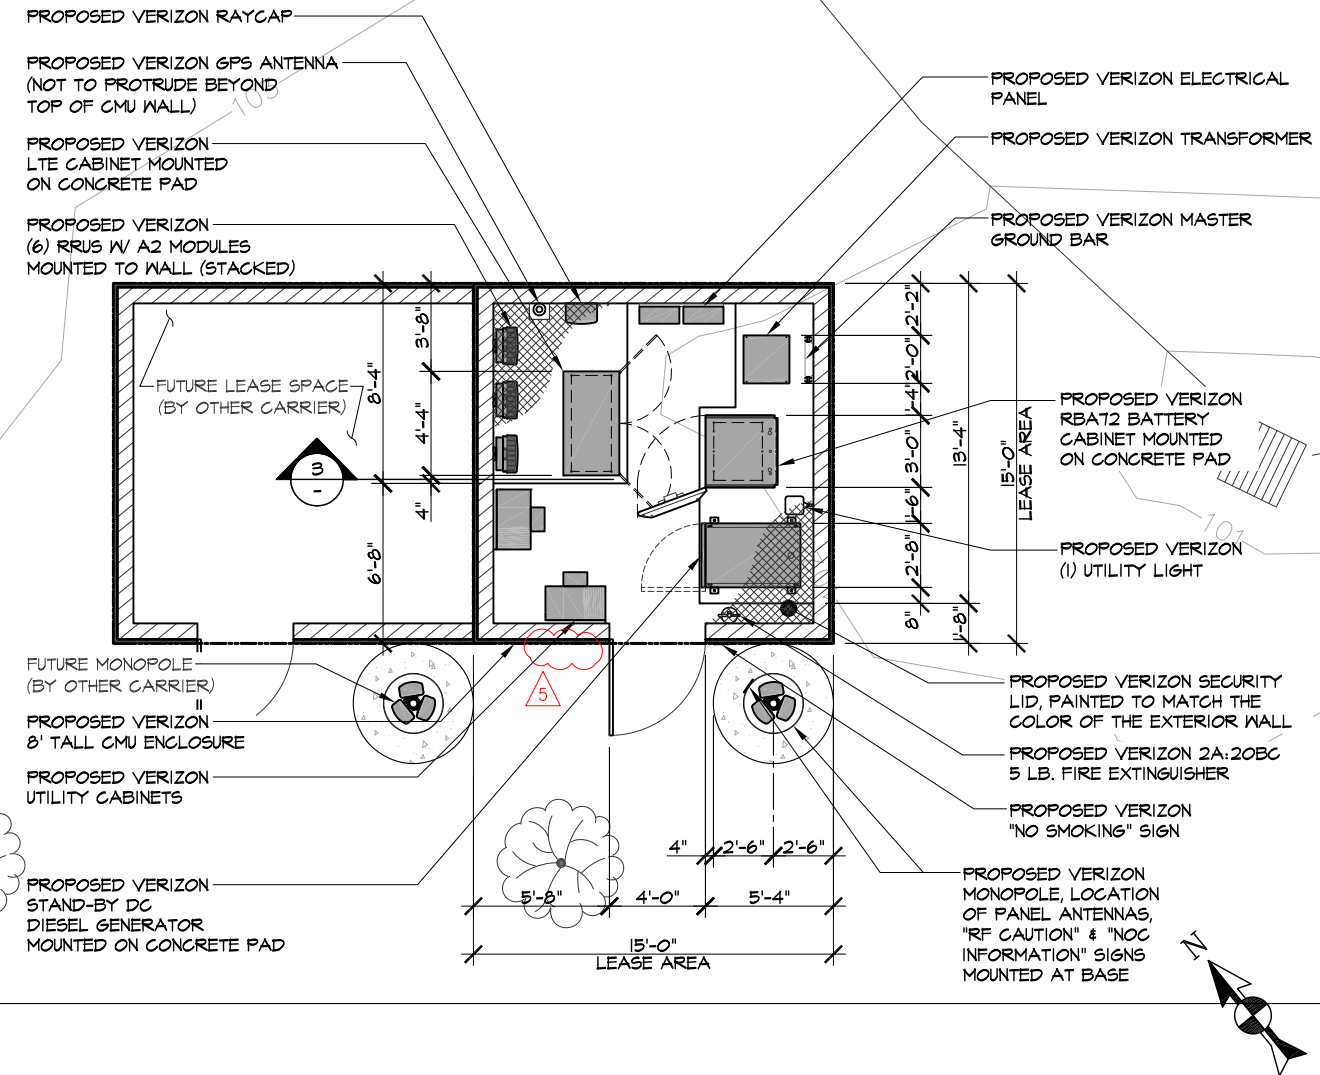 PROPOSED VERIZON RAYCAP
PROPOSED VERIZON GPS ANTENNA
(NOT TO PROTRUDE BEYOND
TOP OF CMU WALL)
103
PROPOSED VERIZON
LTE CABINET MOUNTED
ON CONCRETE PAD
PROPOSED VERIZON
(6) RRUS W/ A2 MODULES
MOUNTED TO WALL (STACKED)
PROPOSED VERIZON ELECTRICAL
PANEL
PROPOSED VERIZON TRANSFORMER
PROPOSED VERIZON MASTER
GROUND BAR
FUTURE LEASE SPACE
(BY OTHER CARRIER)
3
-
8'-4"
6'-8"
3'-8"
4'-4"
4"
2'-2"
2'-0"
1'-4"
3'-0"
1'-6"
2'-8"
8"
13'-4"
1'-8"
15'-0"
LEASE AREA
PROPOSED VERIZON
RBA72 BATTERY
CABINET MOUNTED
ON CONCRETE PAD
101
PROPOSED VERIZON
(1) UTILITY LIGHT
FUTURE MONOPOLE
(BY OTHER CARRIER)
PROPOSED VERIZON
8' TALL CMU ENCLOSURE
PROPOSED VERIZON
UTILITY CABINETS
PROPOSED VERIZON
STAND-BY DC
DIESEL GENERATOR
MOUNTED ON CONCRETE PAD
5
PROPOSED VERIZON SECURITY
LID, PAINTED TO MATCH THE
COLOR OF THE EXTERIOR WALL
PROPOSED VERIZON 2A:20BC
5 LB. FIRE EXTINGUISHER
PROPOSED VERIZON
"NO SMOKING" SIGN
PROPOSED VERIZON
MONOPOLE, LOCATION
OF PANEL ANTENNAS,
"RF CAUTION" & "NOC
INFORMATION" SIGNS
MOUNTED AT BASE
4" 2'-6" 2'-6"
5'-8" 4'-0" 5'-4"
15'-0"
LEASE AREA
N